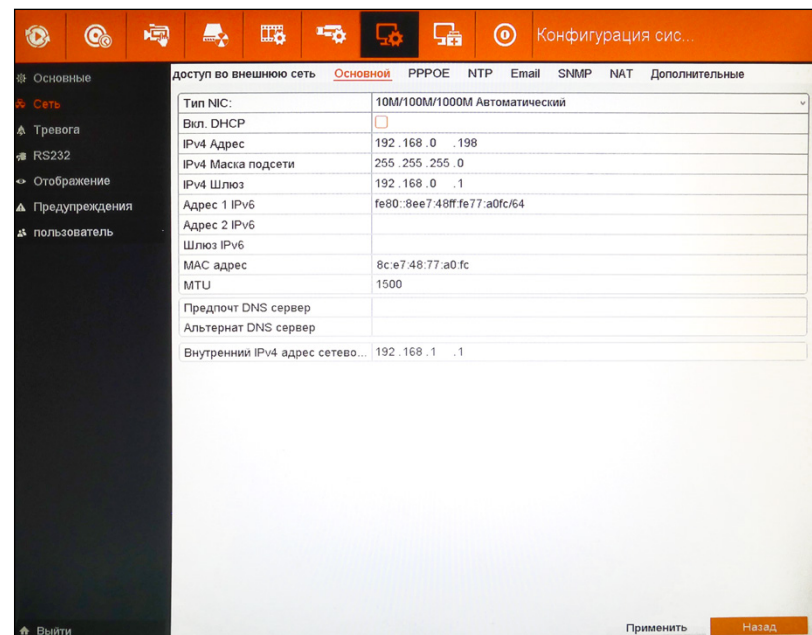 Конфигурация сис...
Основные
Сеть
Тревога
RS232
Отображение
Предупреждения
пользователь
Выйти
доступ во внешнюю сеть Основной PPPOE NTP Email SNMP NAT Дополнительные
Тип NIC: 10M/100M/1000M Автоматический
Вкл. DHCP
IPv4 Адрес 192.168.0 .198
IPv4 Маска подсети 255.255.255.0
IPv4 Шлюз 192.168.0 .1
Адрес 1 IPv6 fe80::8ee7:48ff:fe77:a0fc/64
Адрес 2 IPv6
Шлюз IPv6
MAC адрес 8c:e7:48:77:a0:fc
MTU 1500
Предпочт DNS сервер
Альтернат DNS сервер
Внутренний IPv4 адрес сетево... 192.168.1 .1
Применить Назад